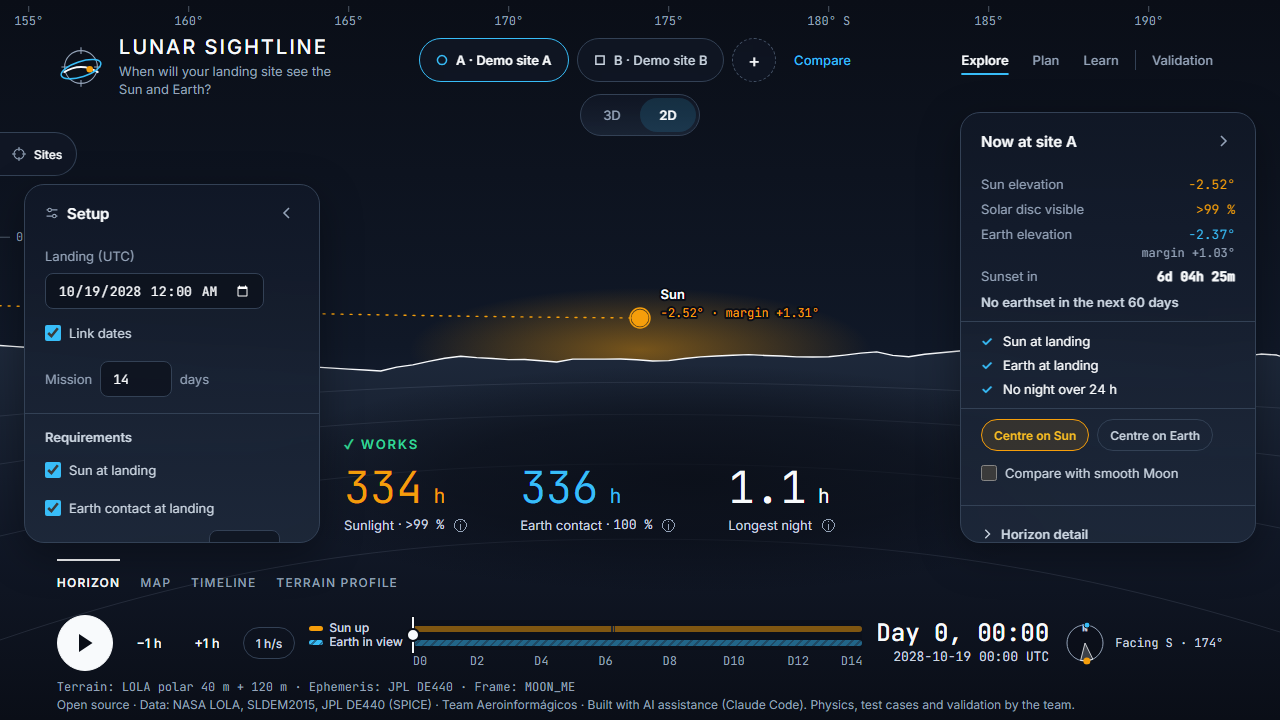 155° 160° 165° 170° 175° 180° S 185° 190°
LUNAR SIGHTLINE
When will your landing site see the
Sun and Earth?
A · Demo site A
B · Demo site B
+
Compare
Explore
Plan
Learn
Validation
3D
2D
Sites
Setup
Landing (UTC)
10/19/2028 12:00 AM
Link dates
Mission 14 days
Requirements
Sun at landing
Earth contact at landing
0
Sun
-2.52° · margin +1.31°
Now at site A
Sun elevation -2.52°
Solar disc visible >99 %
Earth elevation -2.37°
margin +1.03°
Sunset in 6d 04h 25m
No earthset in the next 60 days
Sun at landing
Earth at landing
No night over 24 h
Centre on Sun
Centre on Earth
Compare with smooth Moon
Horizon detail
✓ WORKS
334 h
Sunlight · >99 %
336 h
Earth contact · 100 %
1.1 h
Longest night
HORIZON
MAP
TIMELINE
TERRAIN PROFILE
−1 h
+1 h
1 h/s
Sun up
Earth in view
D0 D2 D4 D6 D8 D10 D12 D14
Day 0, 00:00
2028-10-19 00:00 UTC
N
Facing S · 174°
Terrain: LOLA polar 40 m + 120 m · Ephemeris: JPL DE440 · Frame: MOON_ME
Open source · Data: NASA LOLA, SLDEM2015, JPL DE440 (SPICE) · Team Aeroinformágicos · Built with AI assistance (Claude Code). Physics, test cases and validation by the team.